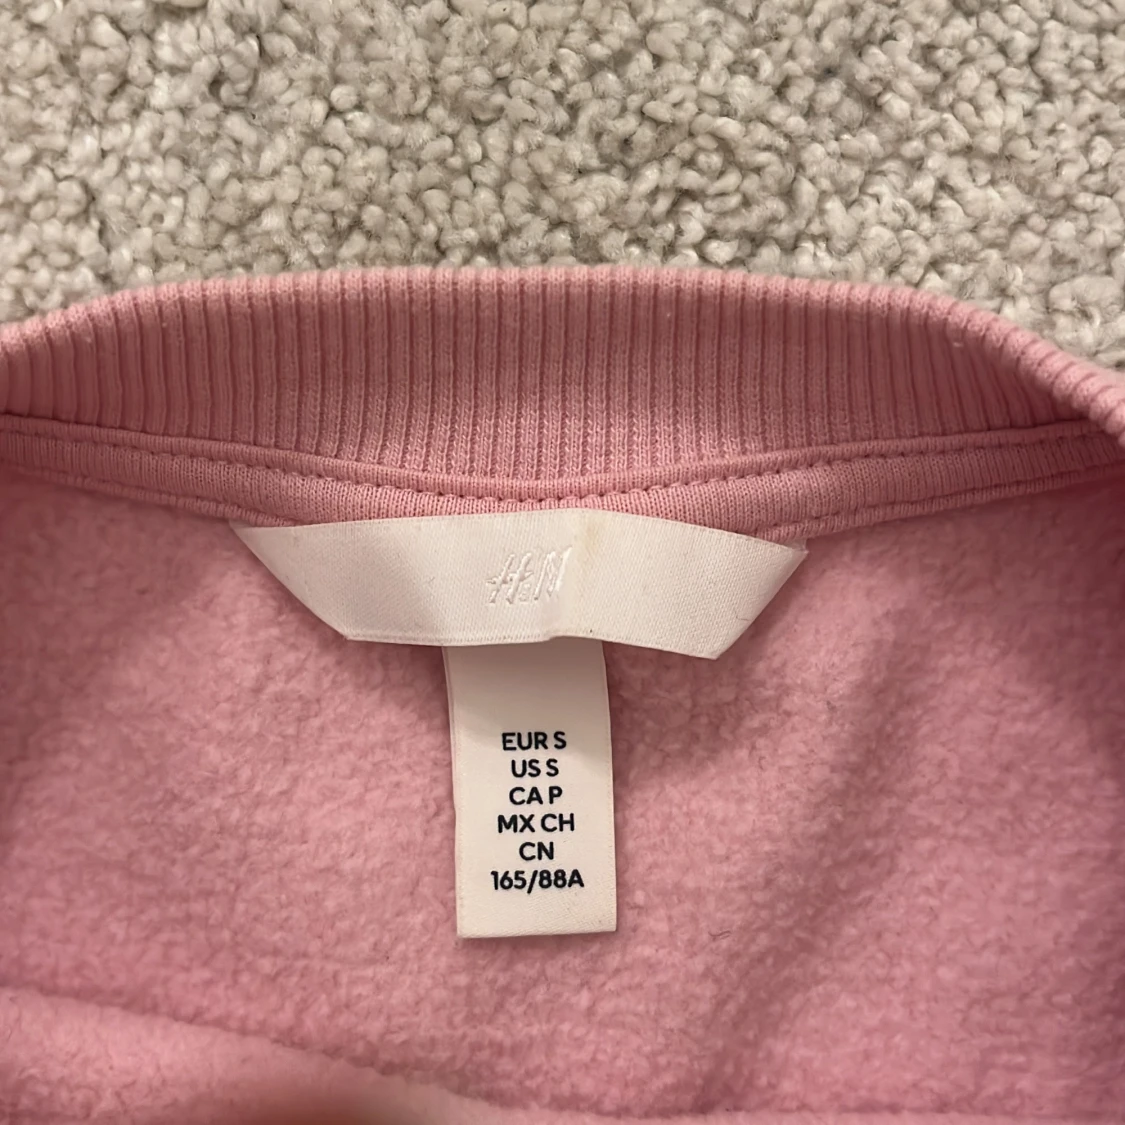 H&M
EUR S
US S
CA P
MX CH
CN
165/88A